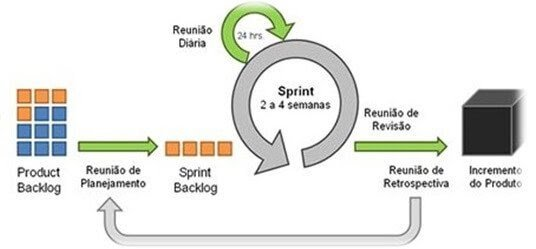 Reunião
Diária
24 hrs
Sprint
2 a 4 semanas
Reunião de
Revisão
Product
Backlog
Reunião de
Planejamento
Sprint
Backlog
Reunião de
Retrospectiva
Incremento
do Produto